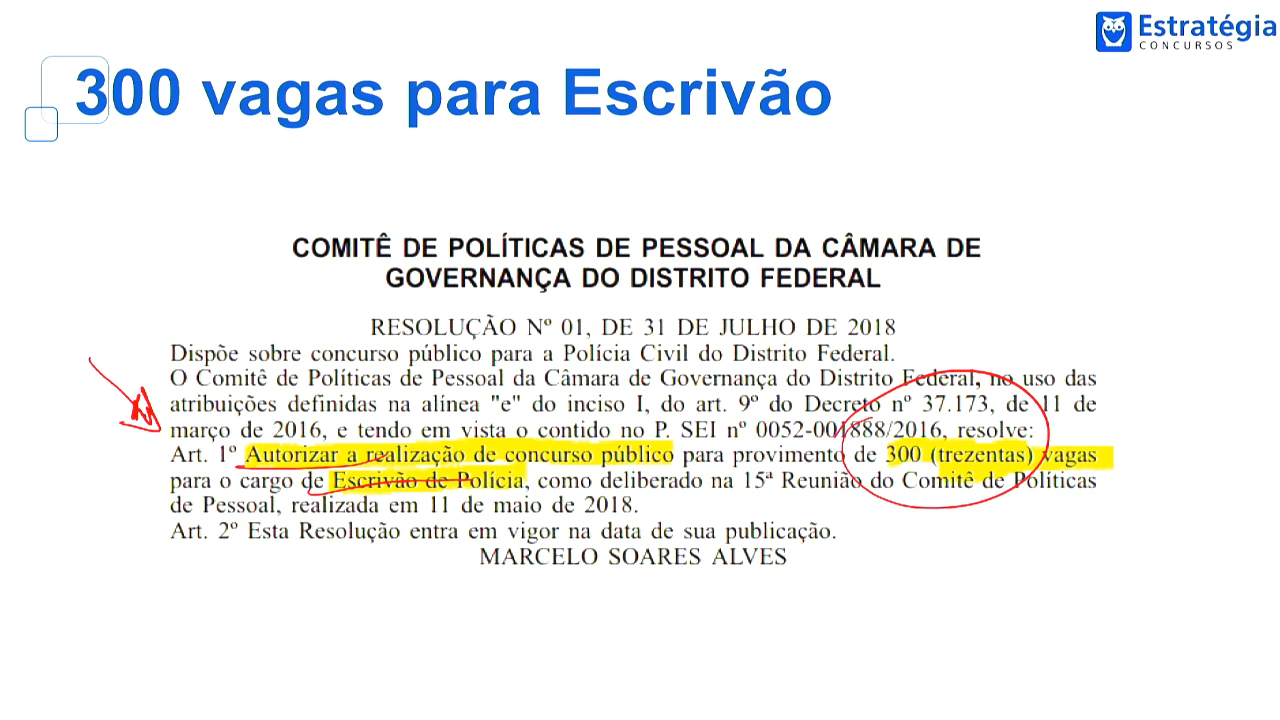 Estratégia
CONCURSOS
300 vagas para Escrivão
COMITÊ DE POLÍTICAS DE PESSOAL DA CÂMARA DE
GOVERNANÇA DO DISTRITO FEDERAL
RESOLUÇÃO Nº 01, DE 31 DE JULHO DE 2018
Dispõe sobre concurso público para a Polícia Civil do Distrito Federal.
O Comitê de Políticas de Pessoal da Câmara de Governança do Distrito Federal, no uso das
atribuições definidas na alínea "e" do inciso I, do art. 9º do Decreto nº 37.173, de 11 de
março de 2016, e tendo em vista o contido no P. SEI nº 0052-001888/2016, resolve:
Art. 1º Autorizar a realização de concurso público para provimento de 300 (trezentas) vagas
para o cargo de Escrivão de Polícia, como deliberado na 15ª Reunião do Comitê de Políticas
de Pessoal, realizada em 11 de maio de 2018.
Art. 2º Esta Resolução entra em vigor na data de sua publicação.
MARCELO SOARES ALVES